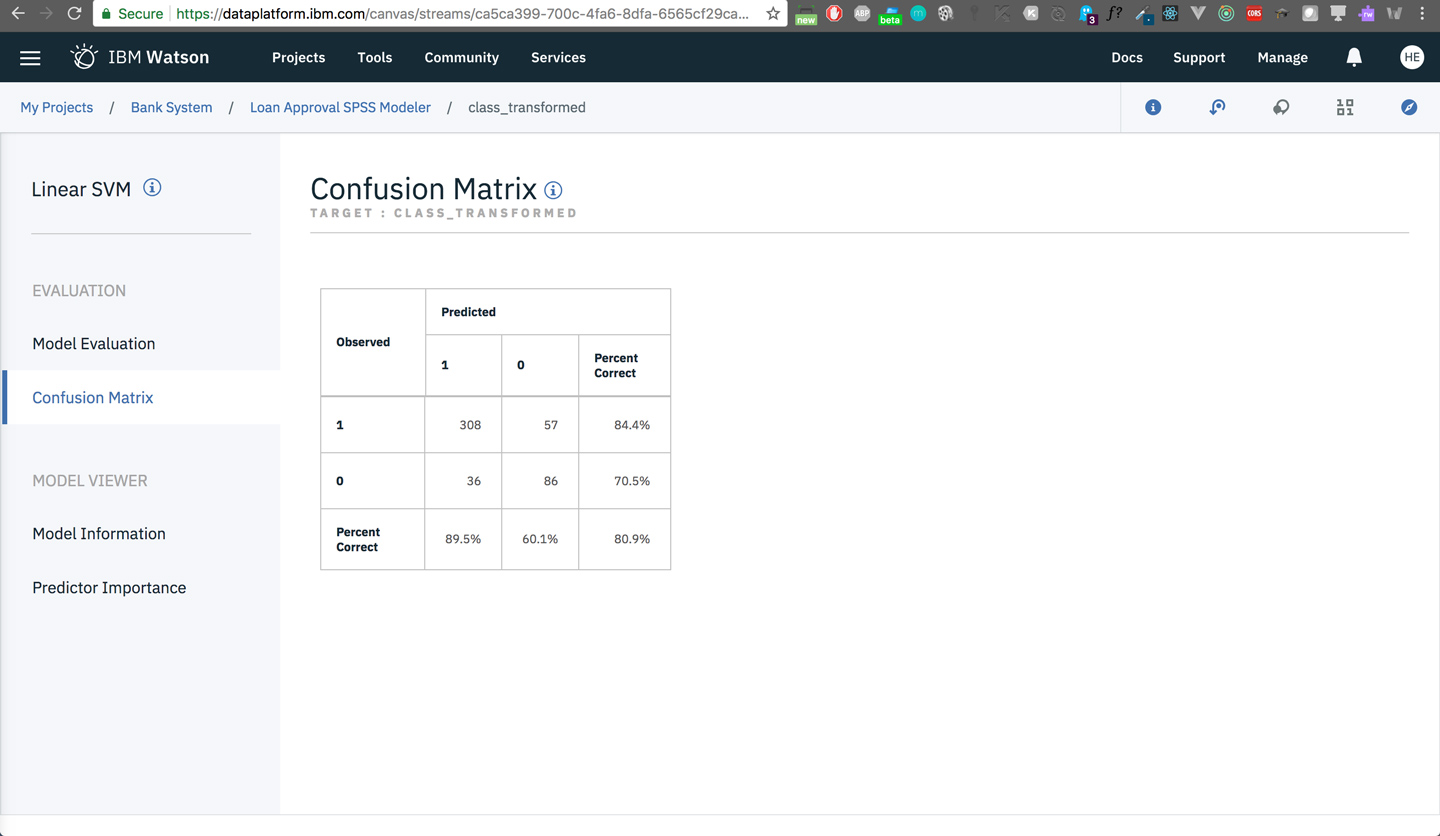 Secure https://dataplatform.ibm.com/canvas/streams/ca5ca399-700c-4fa6-8dfa-6565cf29ca...
new ABP beta m K 3 f? CORS rw
IBM Watson Projects Tools Community Services Docs Support Manage HE
My Projects / Bank System / Loan Approval SPSS Modeler / class_transformed
Linear SVM
EVALUATION
Model Evaluation
Confusion Matrix
MODEL VIEWER
Model Information
Predictor Importance
Confusion Matrix
TARGET : CLASS_TRANSFORMED
Observed Predicted
1 0 Percent Correct
1 308 57 84.4%
0 36 86 70.5%
Percent Correct 89.5% 60.1% 80.9%